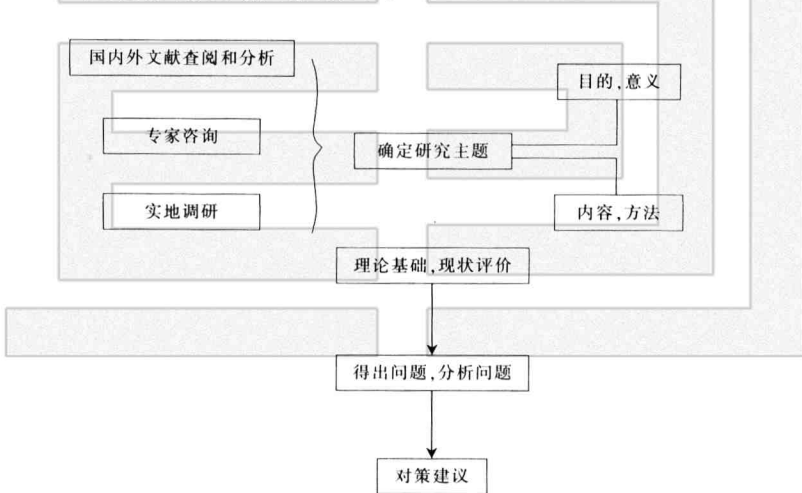 国内外文献查阅和分析
目的,意义
专家咨询
确定研究主题
实地调研
内容,方法
理论基础,现状评价
得出问题,分析问题
对策建议